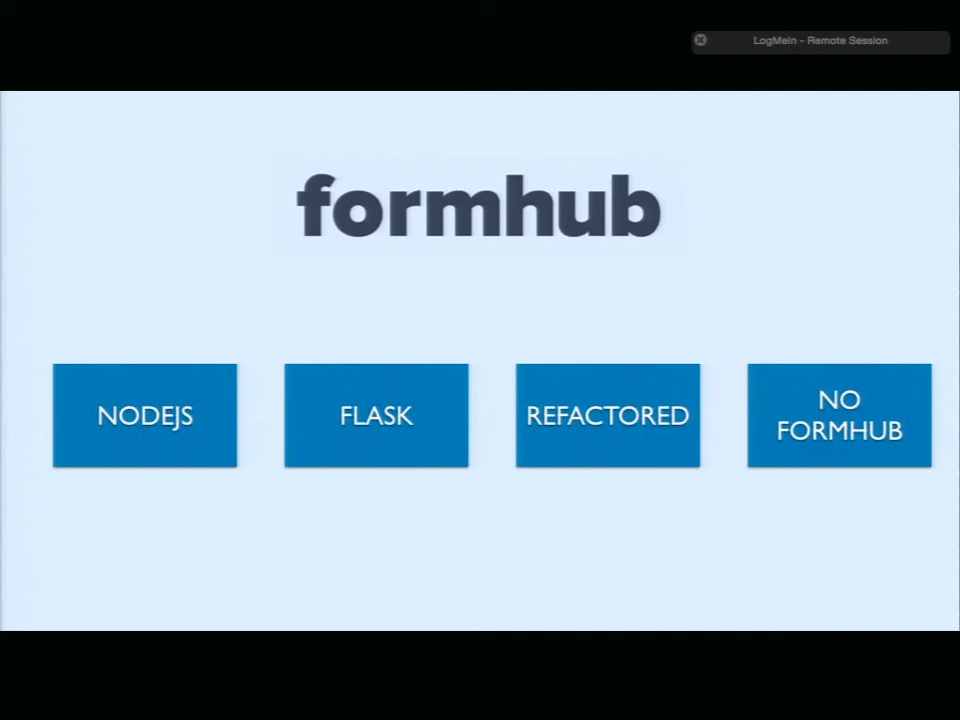 LogMeIn - Remote Session
formhub
NODEJS
FLASK
REFACTORED
NO
FORMHUB